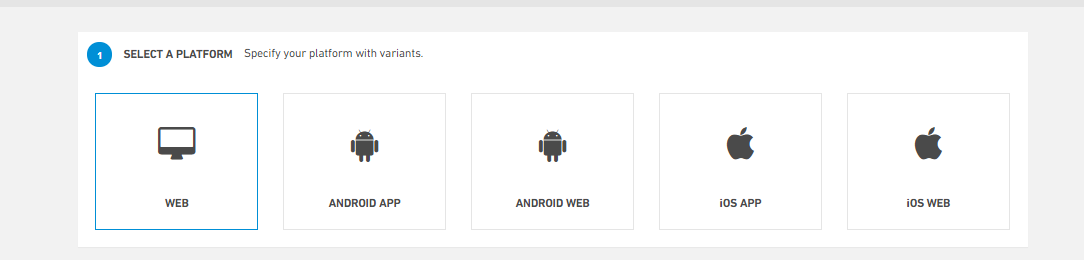 1 SELECT A PLATFORM Specify your platform with variants.
WEB
ANDROID APP
ANDROID WEB
iOS APP
iOS WEB